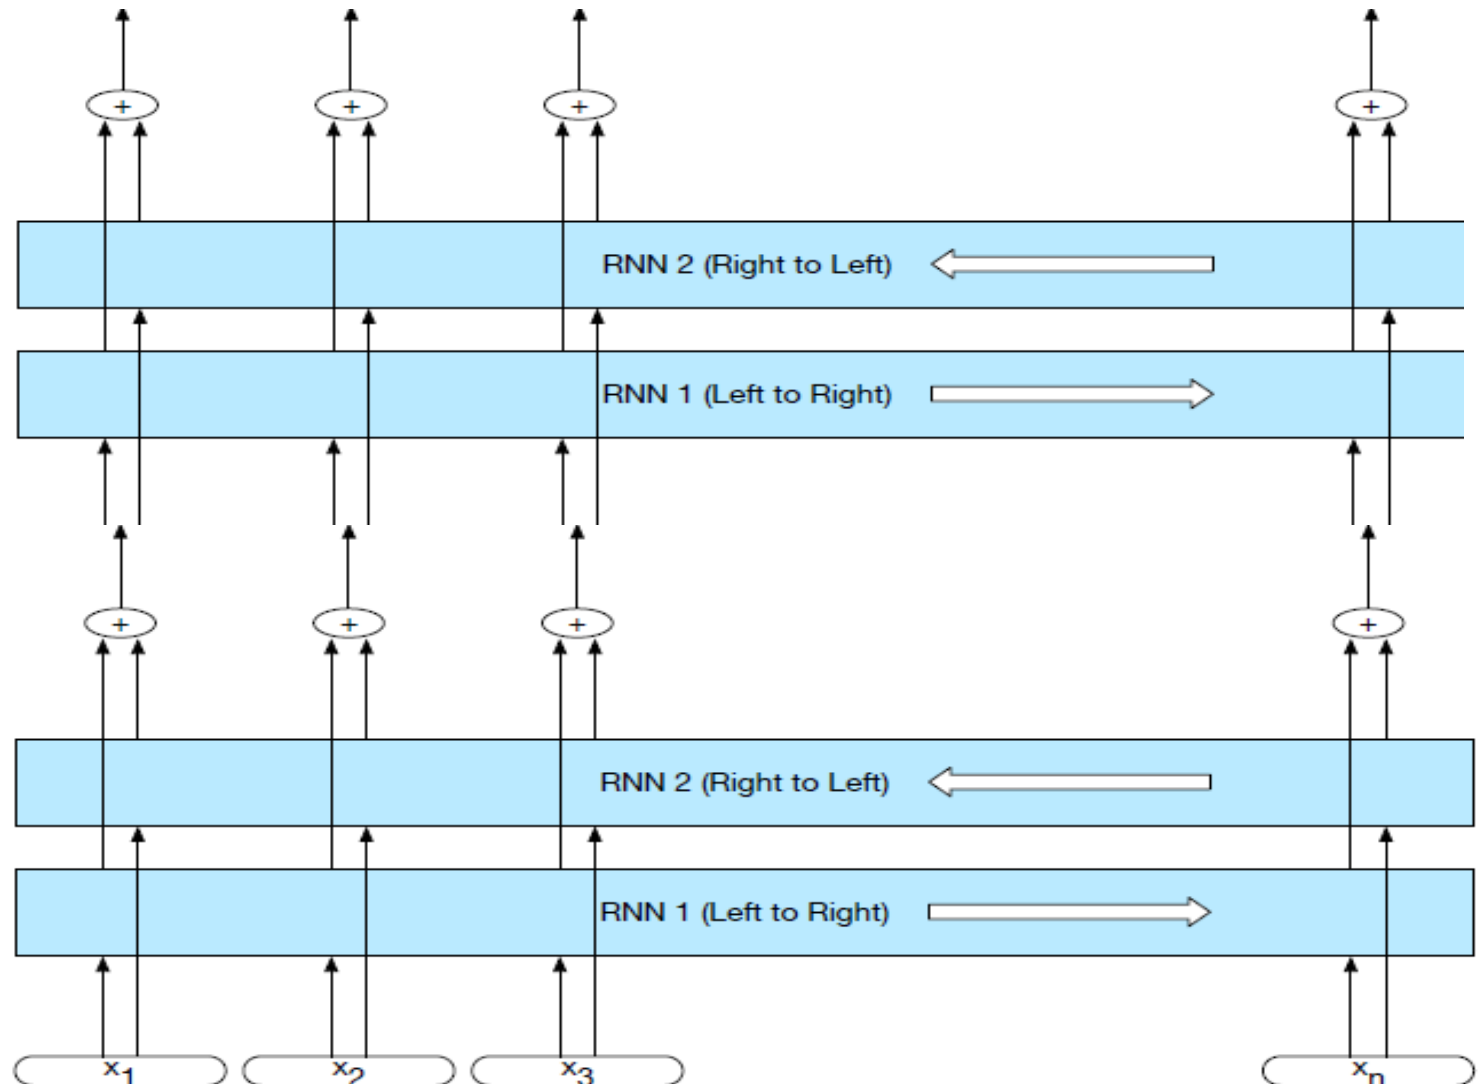 + + + +
RNN 2 (Right to Left)
RNN 1 (Left to Right)
+ + + +
RNN 2 (Right to Left)
RNN 1 (Left to Right)
x1 x2 x3 xn